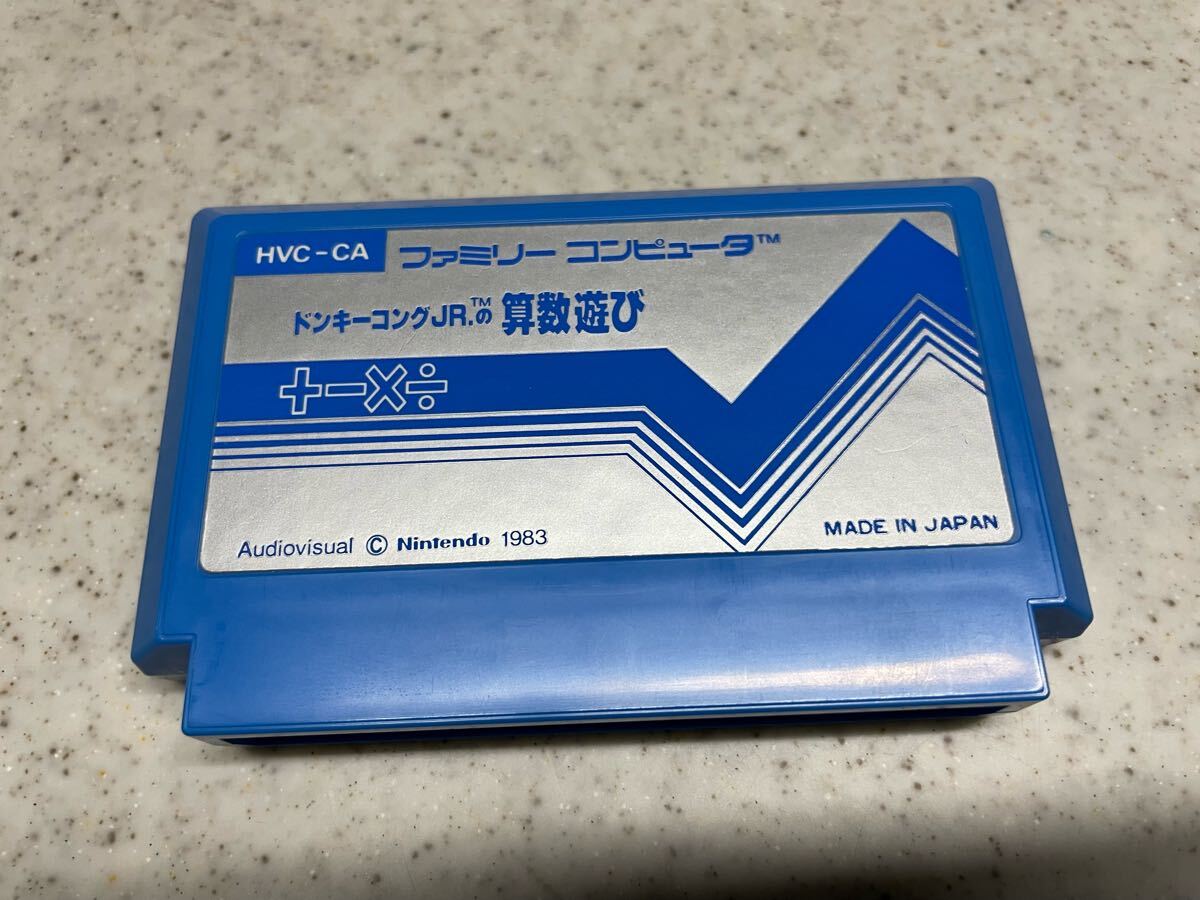 HVC-CA ファミリー コンピュータ™
ドンキーコングJR.™の 算数遊び
+-×÷
Audiovisual © Nintendo 1983
MADE IN JAPAN